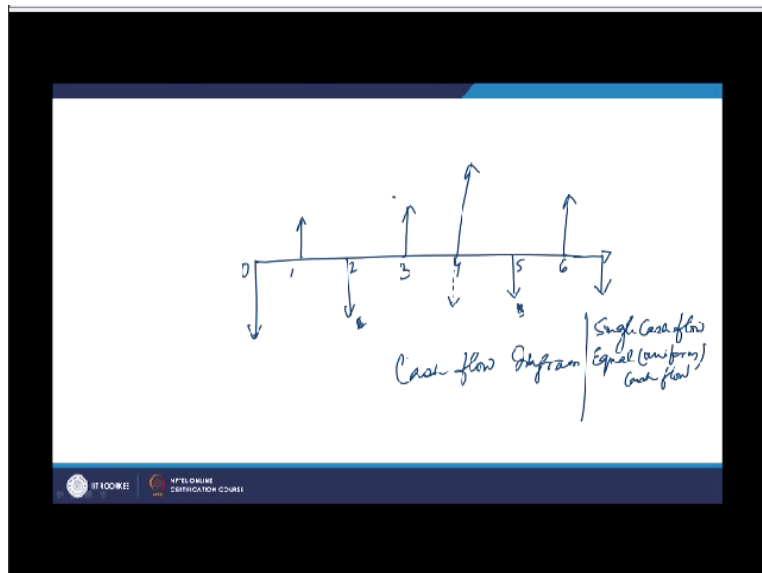 0 1 2 3 4 5 6 7
Cash flow Diagram
Single Cash flow
Equal (uniform)
Cash flow
IIT ROORKEE
NPTEL ONLINE
CERTIFICATION COURSE